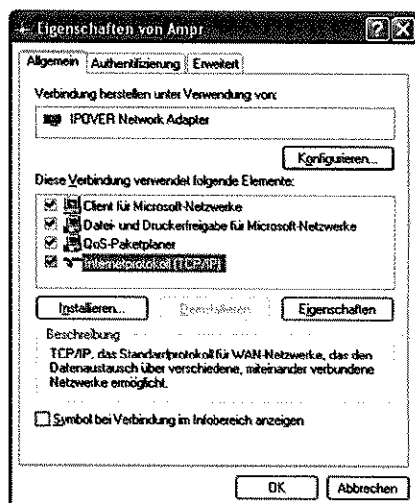 Eigenschaften von Ampr
Allgemein Authentifizierung Erweitert
Verbindung herstellen unter Verwendung von:
IPOVER Network Adapter
Konfigurieren...
Diese Verbindung verwendet folgende Elemente:
Client für Microsoft-Netzwerke
Datei- und Druckerfreigabe für Microsoft-Netzwerke
QoS-Paketplaner
Internetprotokoll (TCP/IP)
Installieren... Deinstallieren Eigenschaften
Beschreibung
TCP/IP, das Standardprotokoll für WAN-Netzwerke, das den
Datenaustausch über verschiedene, miteinander verbundene
Netzwerke ermöglicht.
Symbol bei Verbindung im Infobereich anzeigen
OK Abbrechen